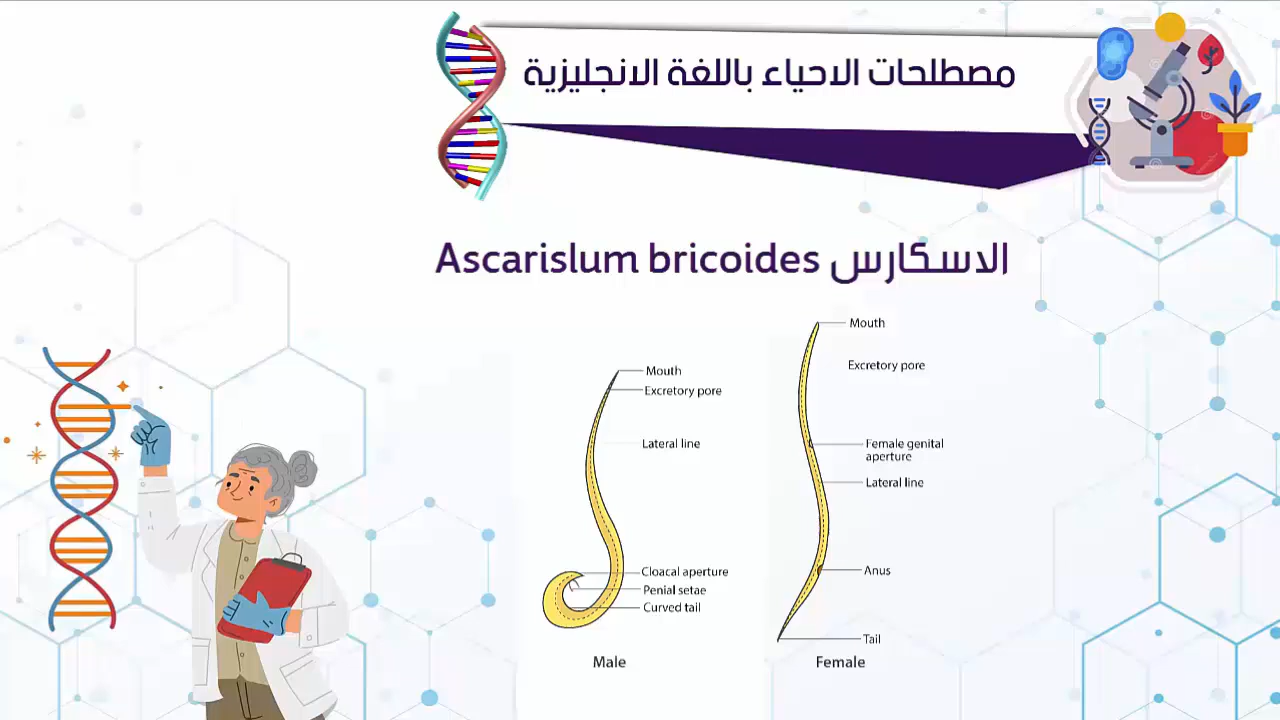 مصطلحات الاحياء باللغة الانجليزية
Ascarislum bricoides الاسكارس
Mouth
Excretory pore
Lateral line
Cloacal aperture
Penial setae
Curved tail
Male
Mouth
Excretory pore
Female genital
aperture
Lateral line
Anus
Tail
Female